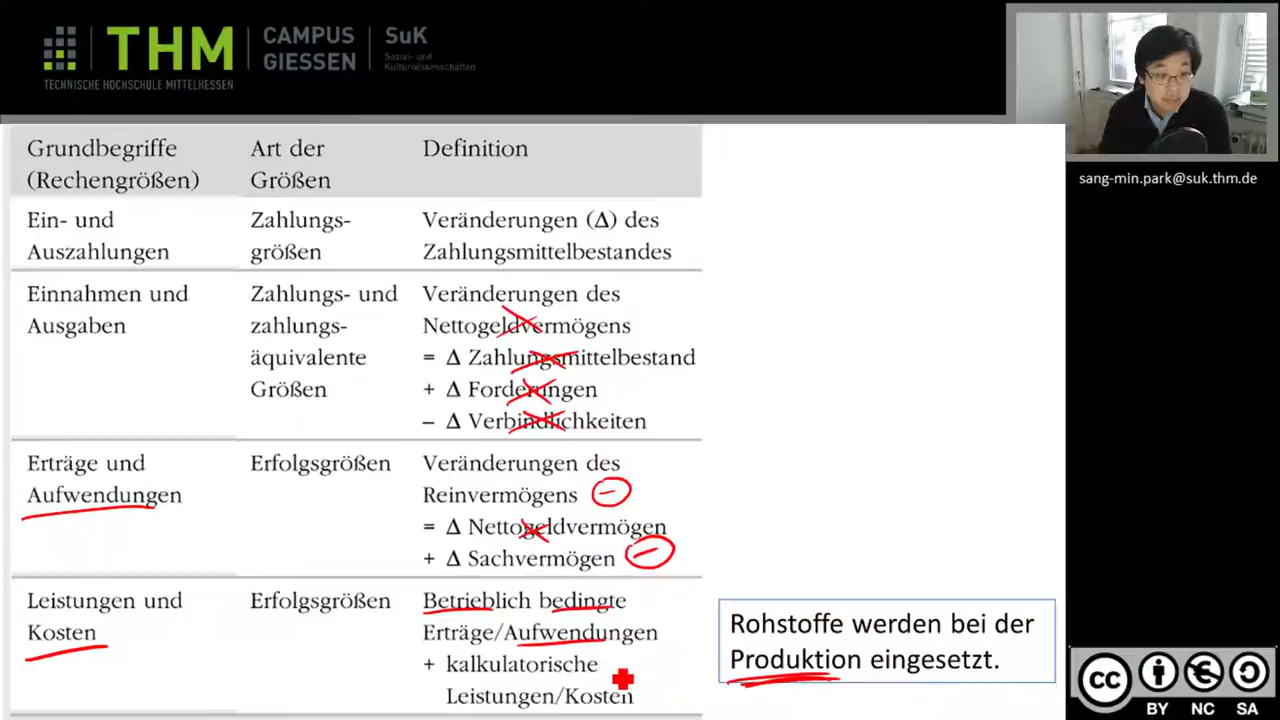 THM CAMPUS GIESSEN SuK
Sozial- und
Kulturwissenschaften
TECHNISCHE HOCHSCHULE MITTELHESSEN
sang-min.park@suk.thm.de
Grundbegriffe
(Rechengrößen)
Art der
Größen
Definition
Ein- und
Auszahlungen
Zahlungs-
größen
Veränderungen (Δ) des
Zahlungsmittelbestandes
Einnahmen und
Ausgaben
Zahlungs- und
zahlungs-
äquivalente
Größen
Veränderungen des
Nettogeldvermögens
= Δ Zahlungsmittelbestand
+ Δ Forderungen
– Δ Verbindlichkeiten
Erträge und
Aufwendungen
Erfolgsgrößen
Veränderungen des
Reinvermögens
= Δ Nettogeldvermögen
+ Δ Sachvermögen
Leistungen und
Kosten
Erfolgsgrößen
Betrieblich bedingte
Erträge/Aufwendungen
+ kalkulatorische
Leistungen/Kosten
Rohstoffe werden bei der
Produktion eingesetzt.
cc
BY NC SA